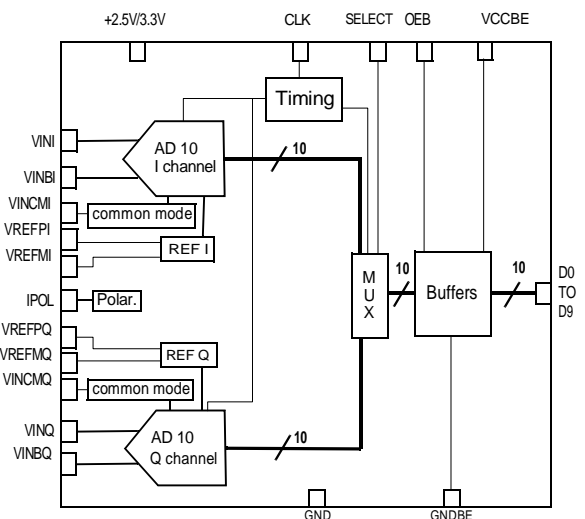 +2.5V/3.3V
CLK
SELECT
OEB
VCCBE
Timing
VINI
VINBI
VINCMI
VREFPI
VREFMI
IPOL
VREFPQ
VREFMQ
VINCMQ
VINQ
VINBQ
AD 10
I channel
10
common mode
REF I
Polar.
REF Q
common mode
AD 10
Q channel
10
M
U
X
10
Buffers
10
D0
TO
D9
GND
GNDBE